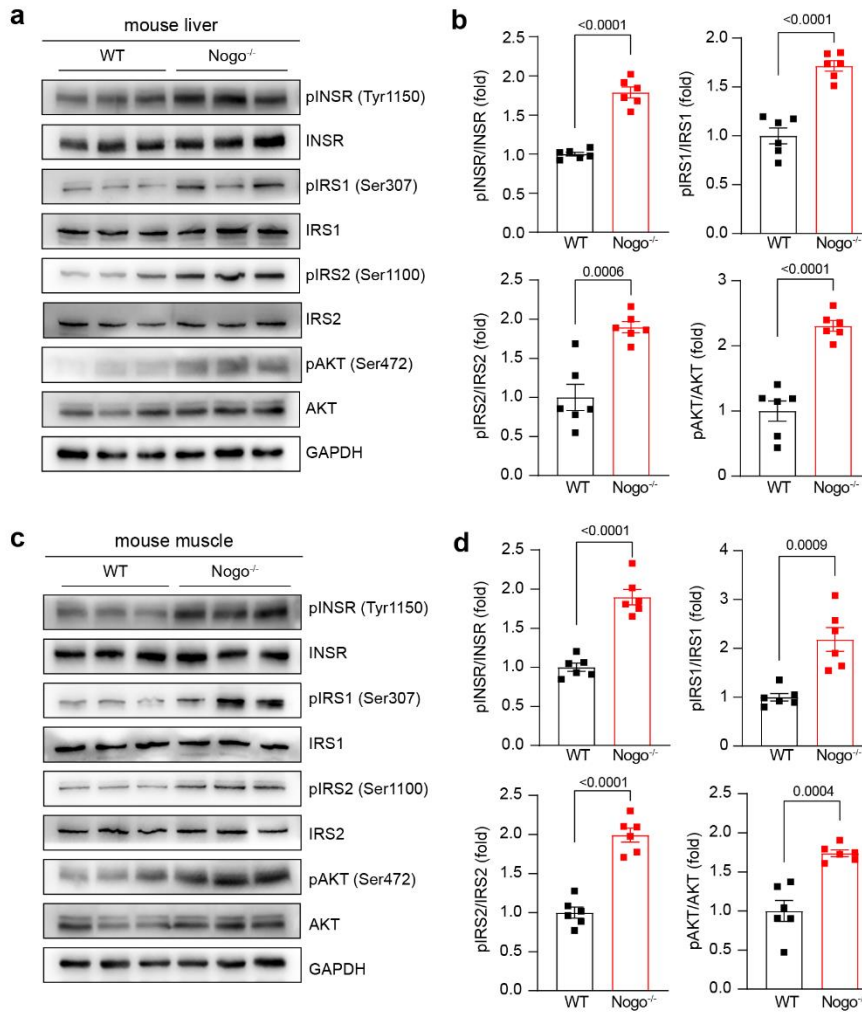 a
mouse liver
WT Nogo⁻/⁻
pINSR (Tyr1150)
INSR
pIRS1 (Ser307)
IRS1
pIRS2 (Ser1100)
IRS2
pAKT (Ser472)
AKT
GAPDH
b
<0.0001
pINSR/INSR (fold)
2.5
2.0
1.5
1.0
0.5
0.0
WT Nogo⁻/⁻
<0.0001
pIRS1/IRS1 (fold)
2.0
1.5
1.0
0.5
0.0
WT Nogo⁻/⁻
0.0006
pIRS2/IRS2 (fold)
2.5
2.0
1.5
1.0
0.5
0.0
WT Nogo⁻/⁻
<0.0001
pAKT/AKT (fold)
3
2
1
0
WT Nogo⁻/⁻
c
mouse muscle
WT Nogo⁻/⁻
pINSR (Tyr1150)
INSR
pIRS1 (Ser307)
IRS1
pIRS2 (Ser1100)
IRS2
pAKT (Ser472)
AKT
GAPDH
d
<0.0001
pINSR/INSR (fold)
2.5
2.0
1.5
1.0
0.5
0.0
WT Nogo⁻/⁻
0.0009
pIRS1/IRS1 (fold)
4
3
2
1
0
WT Nogo⁻/⁻
<0.0001
pIRS2/IRS2 (fold)
2.5
2.0
1.5
1.0
0.5
0.0
WT Nogo⁻/⁻
0.0004
pAKT/AKT (fold)
2.5
2.0
1.5
1.0
0.5
0.0
WT Nogo⁻/